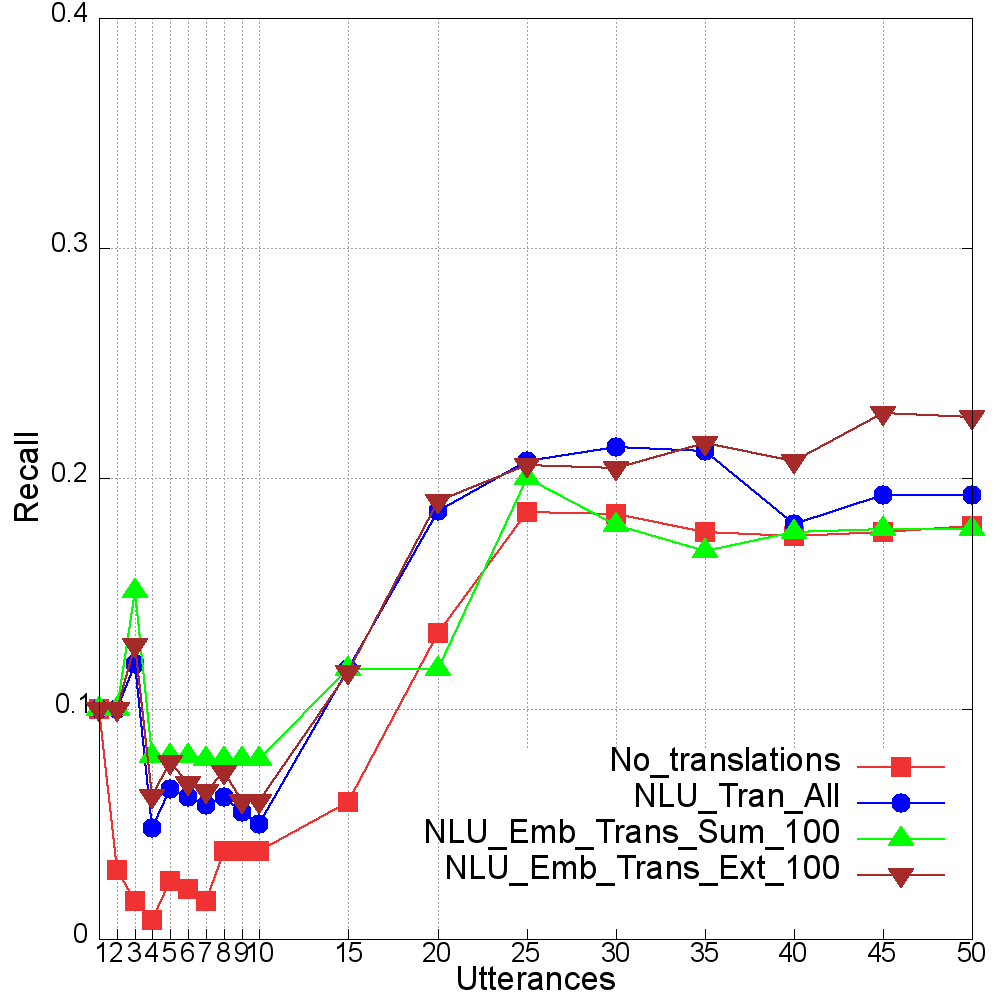 0.4
0.3
0.2
0.1
0
Recall
No_translations
NLU_Tran_All
NLU_Emb_Trans_Sum_100
NLU_Emb_Trans_Ext_100
1 2 3 4 5 6 7 8 9 10 15 20 25 30 35 40 45 50
Utterances